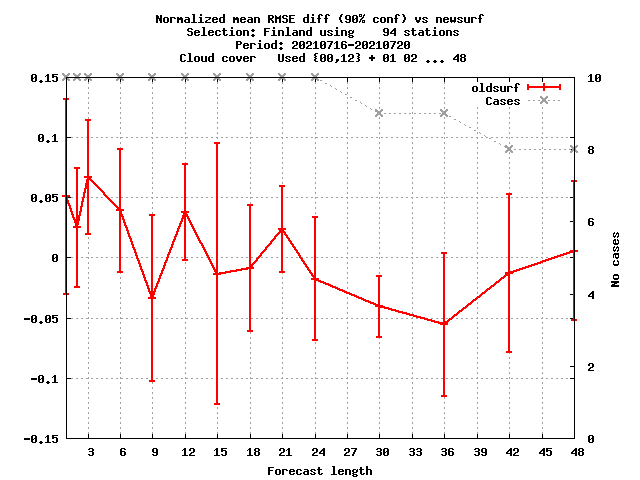 Normalized mean RMSE diff (90% conf) vs newsurf
Selection: Finland using    94 stations
Period: 20210716-20210720
Cloud cover   Used {00,12} + 01 02 ... 48
0.15
0.1
0.05
0
-0.05
-0.1
-0.15
oldsurf
Cases
10
8
6
4
2
0
No cases
3 6 9 12 15 18 21 24 27 30 33 36 39 42 45 48
Forecast length